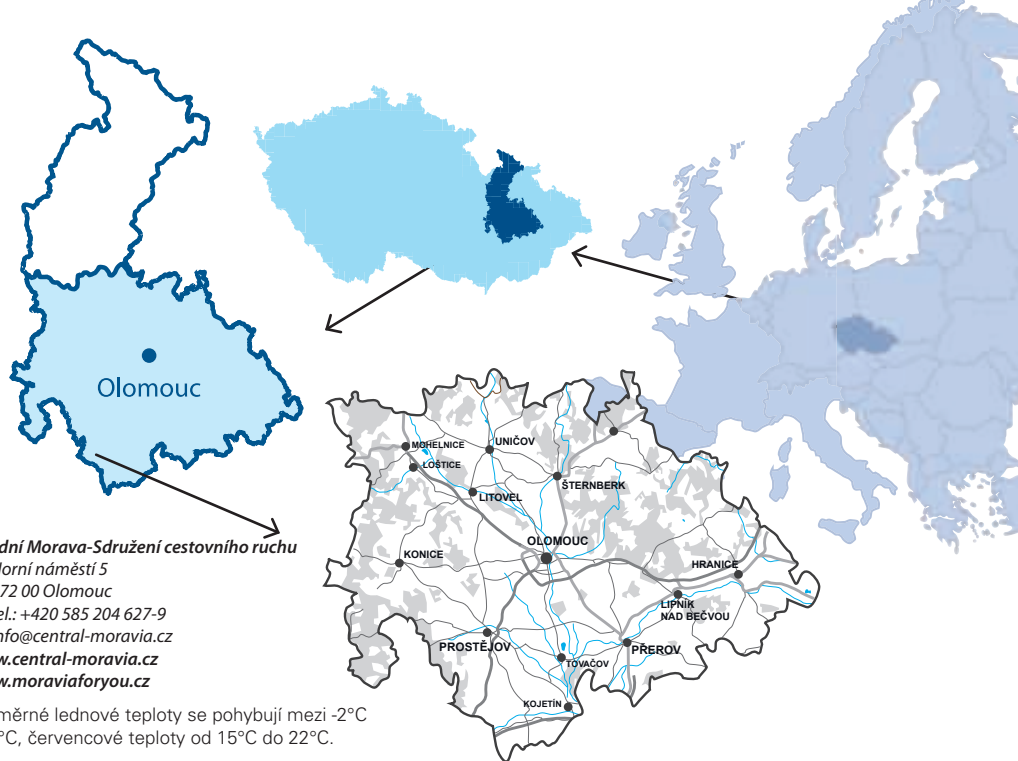 Olomouc
MOHELNICE
UNIČOV
LOŠTICE
LITOVEL
ŠTERNBERK
OLOMOUC
KONICE
HRANICE
LIPNÍK
NAD BEČVOU
PROSTĚJOV
PŘEROV
TOVAČOV
KOJETÍN
dní Morava-Sdružení cestovního ruchu
orní náměstí 5
72 00 Olomouc
el.: +420 585 204 627-9
nfo@central-moravia.cz
w.central-moravia.cz
w.moraviaforyou.cz
měrné lednové teploty se pohybují mezi -2°C
°C, červencové teploty od 15°C do 22°C.